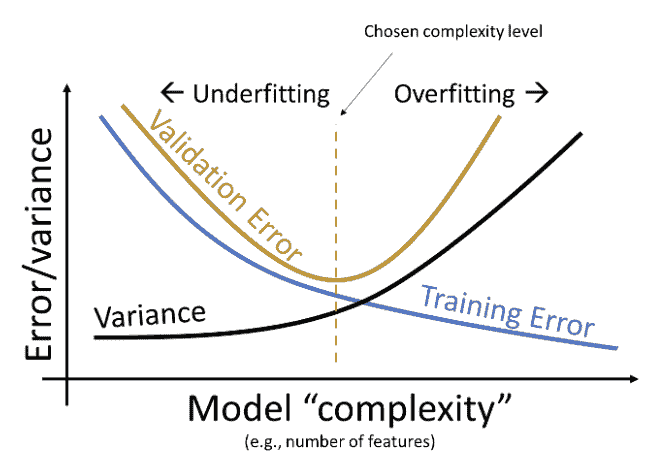 Chosen complexity level
← Underfitting
Overfitting →
Validation Error
Error/variance
Variance
Training Error
Model “complexity”
(e.g., number of features)